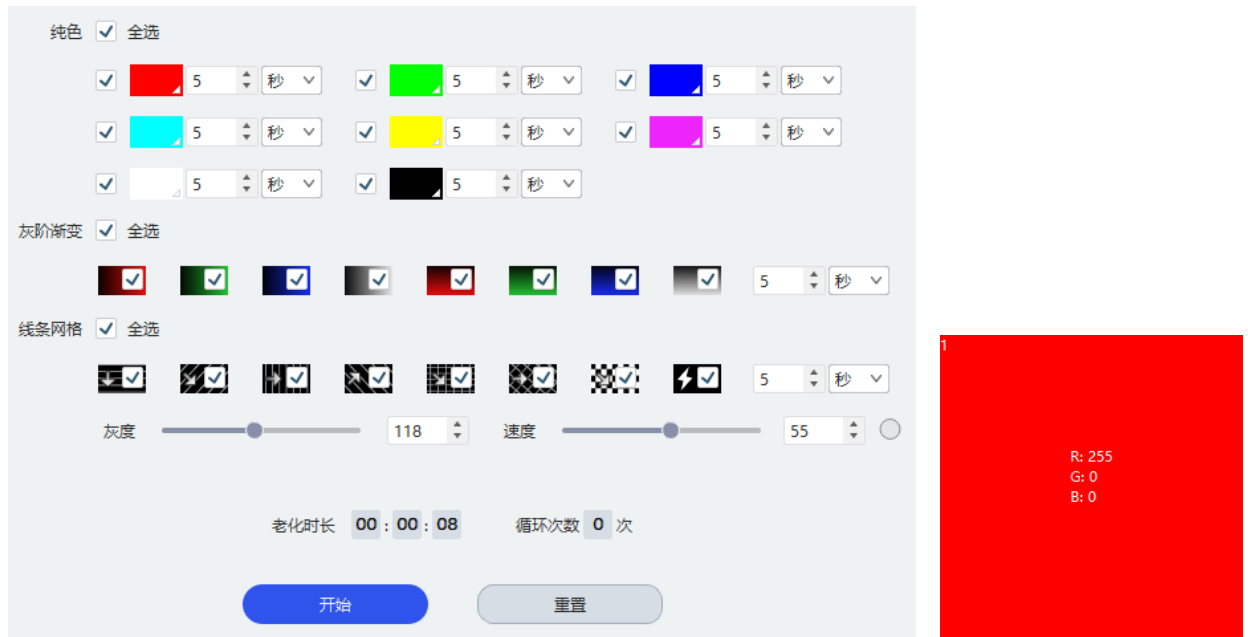 纯色 全选
5 秒 5 秒 5 秒
5 秒 5 秒 5 秒
5 秒 5 秒
灰阶渐变 全选
5 秒
线条网格 全选
5 秒
灰度 118 速度 55
老化时长 00 : 00 : 08 循环次数 0 次
开始 重置
1
R: 255
G: 0
B: 0